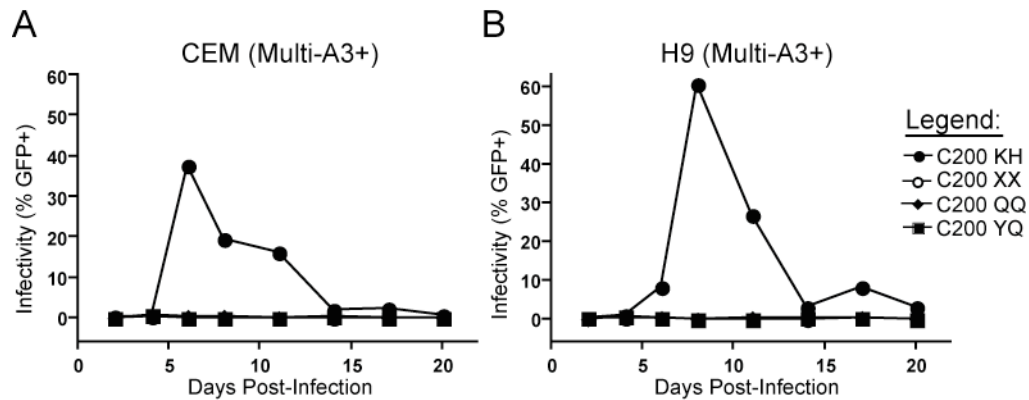 A
CEM (Multi-A3+)
Infectivity (% GFP+)
60
50
40
30
20
10
0
0
5
10
15
20
Days Post-Infection
B
H9 (Multi-A3+)
Infectivity (% GFP+)
60
50
40
30
20
10
0
0
5
10
15
20
Days Post-Infection
Legend:
C200 KH
C200 XX
C200 QQ
C200 YQ